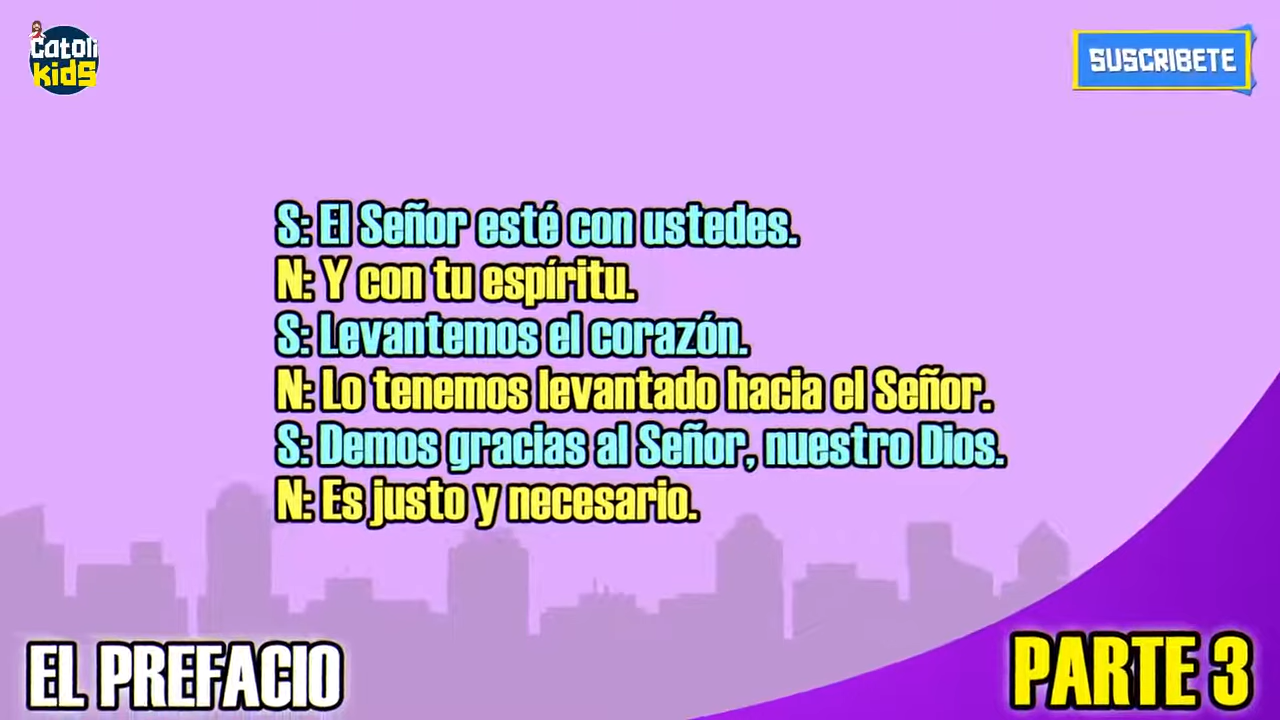 Catoli
Kids
SUSCRIBETE
S: El Señor esté con ustedes.
N: Y con tu espíritu.
S: Levantemos el corazón.
N: Lo tenemos levantado hacia el Señor.
S: Demos gracias al Señor, nuestro Dios.
N: Es justo y necesario.
EL PREFACIO
PARTE 3